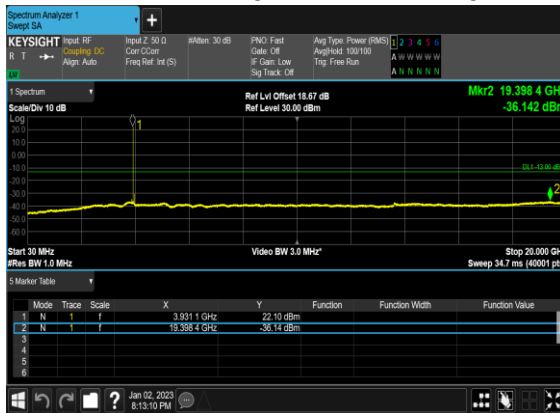 Spectrum Analyzer 1
Swept SA
+
KEYSIGHT Input: RF Input Z: 50 Ω #Atten: 30 dB PNO: Fast Avg Type: Power (RMS) 1 2 3 4 5 6
R T Coupling: DC Corr CCorr Gate: Off Avg|Hold: 100/100 A W W W W W
Align: Auto Freq Ref: Int (S) IF Gain: Low Trig: Free Run
Sig Track: Off A N N N N N
1 Spectrum Ref Lvl Offset 18.67 dB Mkr2 19.398 4 GH
Scale/Div 10 dB Ref Level 30.00 dBm -36.142 dB
Log
20.0
10.0
0.00
-10.0
-20.0
-30.0
-40.0
-50.0
-60.0
1
DL1 -13.00 dB
2
Start 30 MHz Video BW 3.0 MHz* Stop 20.000 GH
#Res BW 1.0 MHz Sweep 34.7 ms (40001 pt
5 Marker Table
Mode Trace Scale X Y Function Function Width Function Value
1 N 1 f 3.931 1 GHz 22.10 dBm
2 N 1 f 19.398 4 GHz -36.14 dBm
3
4
5
6
? Jan 02, 2023
8:13:10 PM